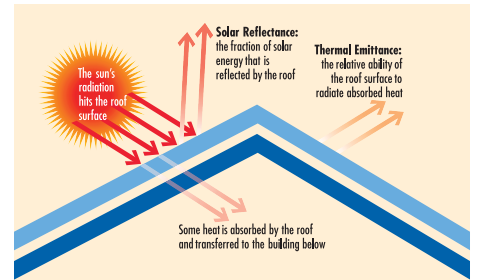 The sun's
radiation
hits the roof
surface
Solar Reflectance:
the fraction of solar
energy that is
reflected by the roof
Thermal Emittance:
the relative ability of
the roof surface to
radiate absorbed heat
Some heat is absorbed by the roof
and transferred to the building below